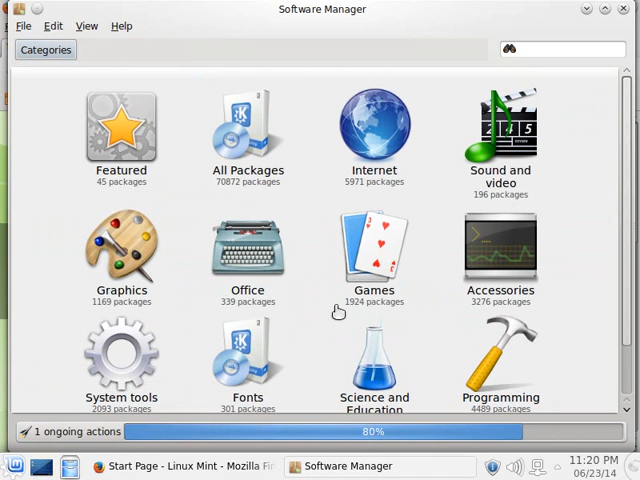 Software Manager
File Edit View Help
Categories
Featured
45 packages
All Packages
70872 packages
Internet
5971 packages
Sound and
video
196 packages
Graphics
1169 packages
Office
339 packages
Games
1924 packages
Accessories
3276 packages
System tools
2093 packages
Fonts
301 packages
Science and
Education
Programming
4489 packages
1 ongoing actions
80%
Start Page - Linux Mint - Mozilla Fir
Software Manager
11:20 PM
06/23/14